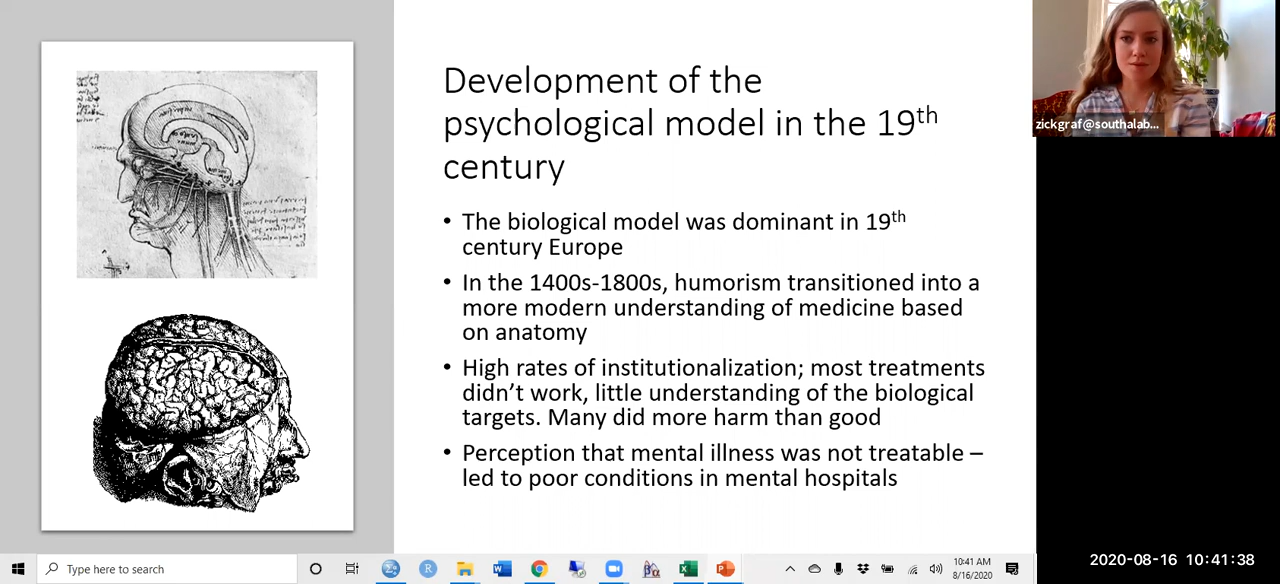 Development of the
psychological model in the 19th
century
• The biological model was dominant in 19th
century Europe
• In the 1400s-1800s, humorism transitioned into a
more modern understanding of medicine based
on anatomy
• High rates of institutionalization; most treatments
didn't work, little understanding of the biological
targets. Many did more harm than good
• Perception that mental illness was not treatable –
led to poor conditions in mental hospitals
zickgraf@southalab...
Type here to search
10:41 AM
8/16/2020
2020-08-16 10:41:38